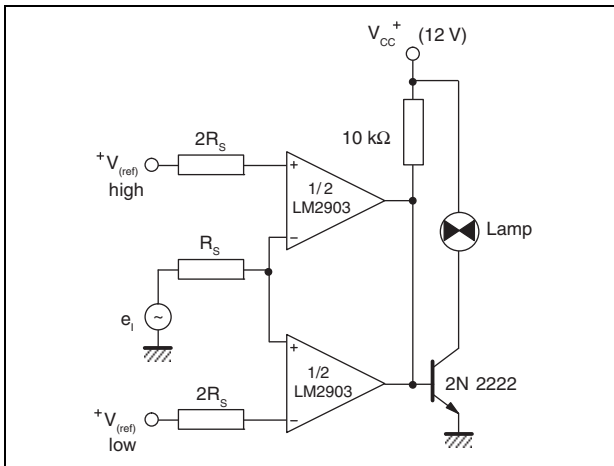 V_CC^+ (12 V)
2R_S
10 kΩ
+V_(ref)
high
+
1/2
LM2903
−
Lamp
R_S
e_I
~
+
1/2
LM2903
−
2R_S
2N 2222
+V_(ref)
low